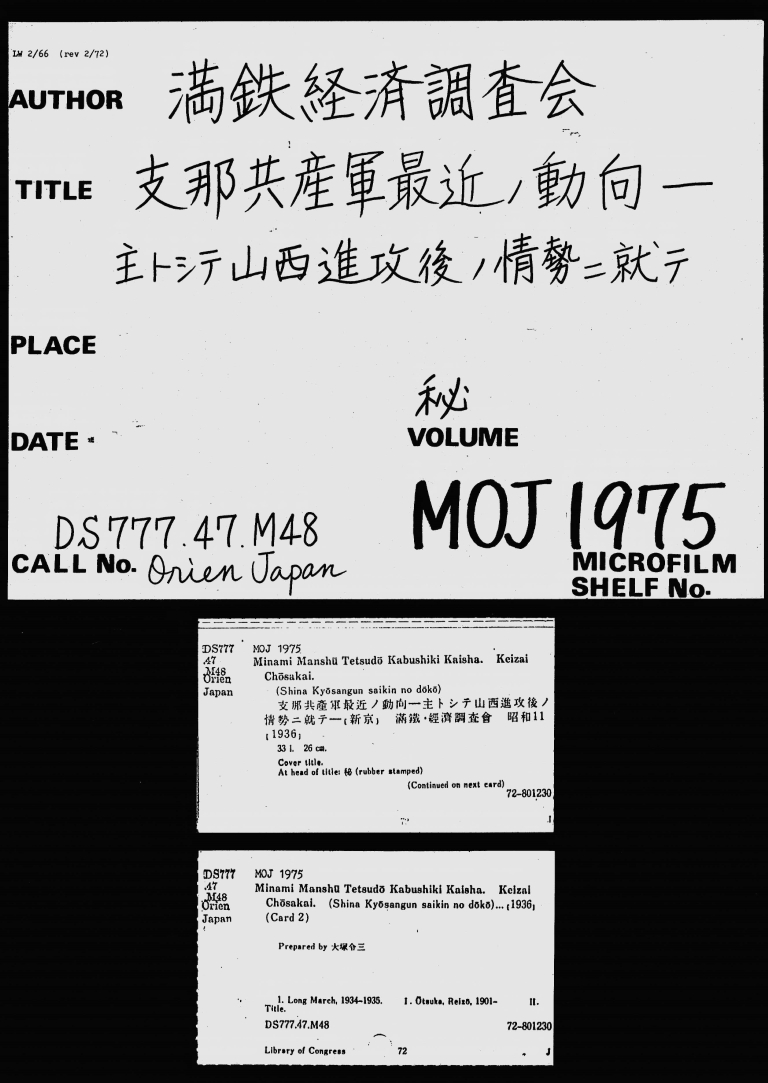 LW 2/66 (rev 2/72)
AUTHOR 満鉄経済調査会
TITLE 支那共産軍最近ノ動向—
主トシテ山西進攻後ノ情勢ニ就テ
PLACE
秘
DATE VOLUME
DS777.47.M48 MOJ 1975
CALL No. Orien Japan MICROFILM
SHELF No.
DS777 MOJ 1975
.47 Minami Manshū Tetsudō Kabushiki Kaisha. Keizai
.M48
Orien Chōsakai.
Japan (Shina Kyōsangun saikin no dōkō)
支那共產軍最近ノ動向—主トシテ山西進攻後ノ
情勢ニ就テ—[新京] 滿鐵·經濟調查會 昭和11
[1936]
33 l. 26 cm.
Cover title.
At head of title: 秘 (rubber stamped)
(Continued on next card)
72-801230
J
DS777 MOJ 1975
.47 Minami Manshū Tetsudō Kabushiki Kaisha. Keizai
.M48
Orien Chōsakai. (Shina Kyōsangun saikin no dōkō)... [1936]
Japan (Card 2)
Prepared by 大塚令三
1. Long March, 1934-1935. I. Ōtsuka, Reizō, 1901- II.
Title.
DS777.47.M48 72-801230
Library of Congress 72 J